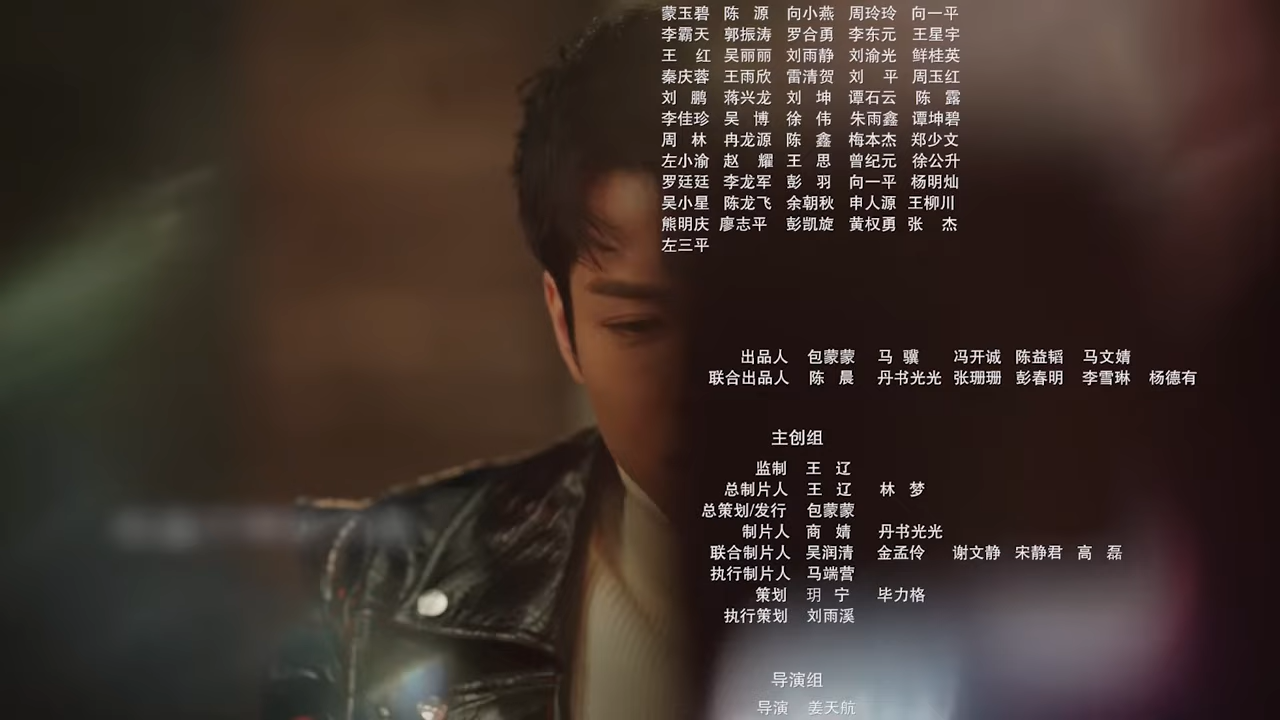 蒙玉碧 陈 源 向小燕 周玲玲 向一平
李霸天 郭振涛 罗合勇 李东元 王星宇
王 红 吴丽丽 刘雨静 刘渝光 鲜桂英
秦庆蓉 王雨欣 雷清贺 刘 平 周玉红
刘 鹏 蒋兴龙 刘 坤 谭石云 陈 露
李佳珍 吴 博 徐 伟 朱雨鑫 谭坤碧
周 林 冉龙源 陈 鑫 梅本杰 郑少文
左小渝 赵 耀 王 思 曾纪元 徐公升
罗廷廷 李龙军 彭 羽 向一平 杨明灿
吴小星 陈龙飞 余朝秋 申人源 王柳川
熊明庆 廖志平 彭凯旋 黄权勇 张 杰
左三平
出品人 包蒙蒙 马 骥 冯开诚 陈益韬 马文婧
联合出品人 陈 晨 丹书光光 张珊珊 彭春明 李雪琳 杨德有
主创组
监制 王 辽
总制片人 王 辽 林 梦
总策划/发行 包蒙蒙
制片人 商 婧 丹书光光
联合制片人 吴润清 金孟伶 谢文静 宋静君 高 磊
执行制片人 马端营
策划 玥 宁 毕力格
执行策划 刘雨溪
导演组
导演 姜天航